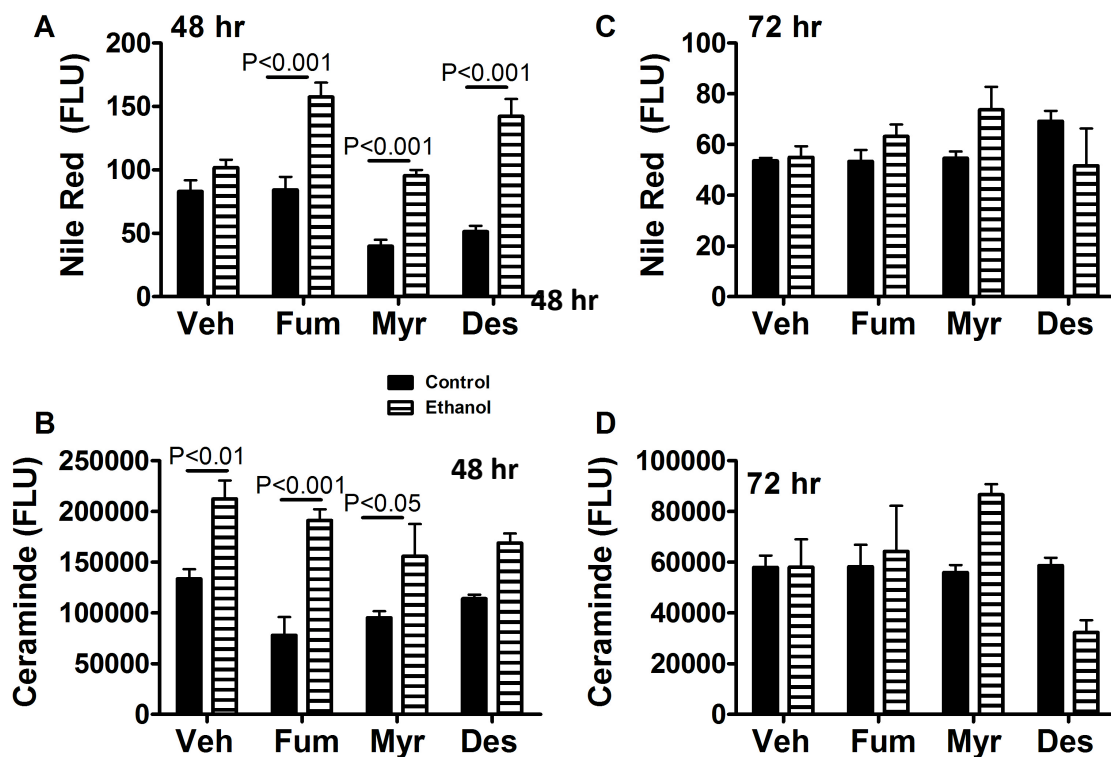 A
48 hr
200
150
100
50
0
Nile Red (FLU)
P<0.001
P<0.001
P<0.001
Veh Fum Myr Des
48 hr
C
72 hr
100
80
60
40
20
0
Nile Red (FLU)
Veh Fum Myr Des
Control
Ethanol
B
48 hr
250000
200000
150000
100000
50000
0
Ceraminde (FLU)
P<0.01
P<0.001
P<0.05
Veh Fum Myr Des
D
72 hr
100000
80000
60000
40000
20000
0
Ceraminde (FLU)
Veh Fum Myr Des